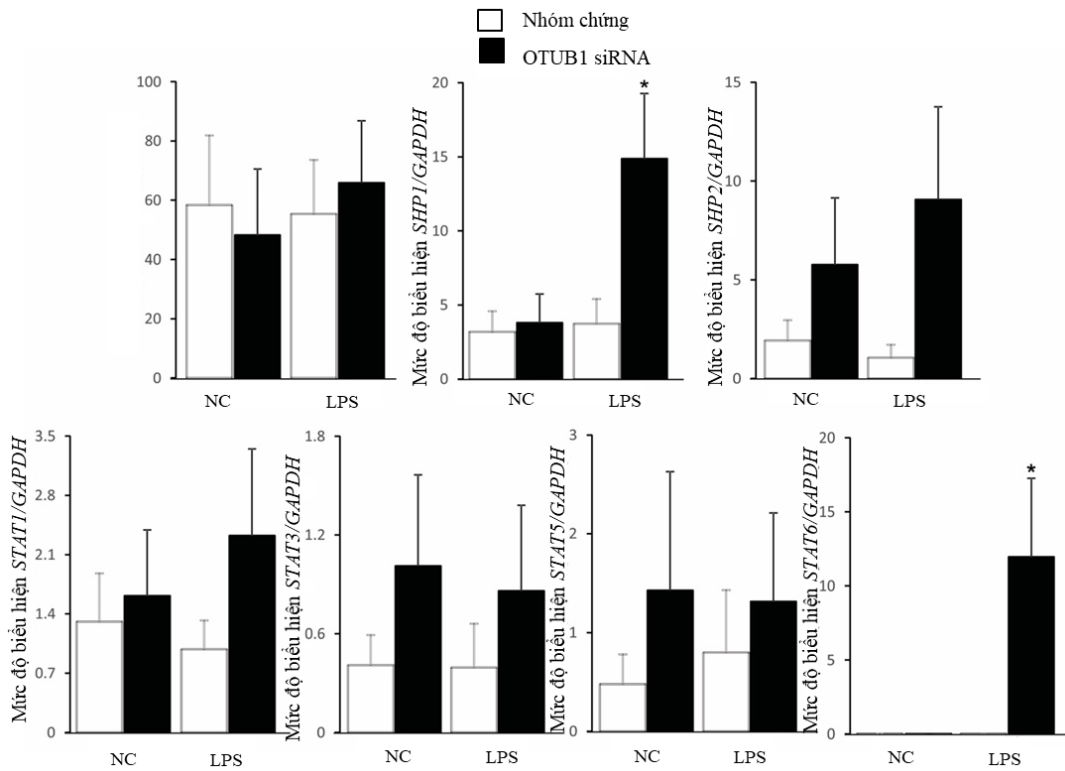 Nhóm chứng
OTUB1 siRNA
100
80
60
40
20
0
NC LPS
Mức độ biểu hiện SHP1/GAPDH
20
15
10
5
0
*
NC LPS
Mức độ biểu hiện SHP2/GAPDH
15
10
5
0
NC LPS
Mức độ biểu hiện STAT1/GAPDH
3.5
2.8
2.1
1.4
0.7
0
NC LPS
Mức độ biểu hiện STAT3/GAPDH
1.8
1.2
0.6
0
NC LPS
Mức độ biểu hiện STAT5/GAPDH
3
2
1
0
NC LPS
Mức độ biểu hiện STAT6/GAPDH
20
15
10
5
0
*
NC LPS